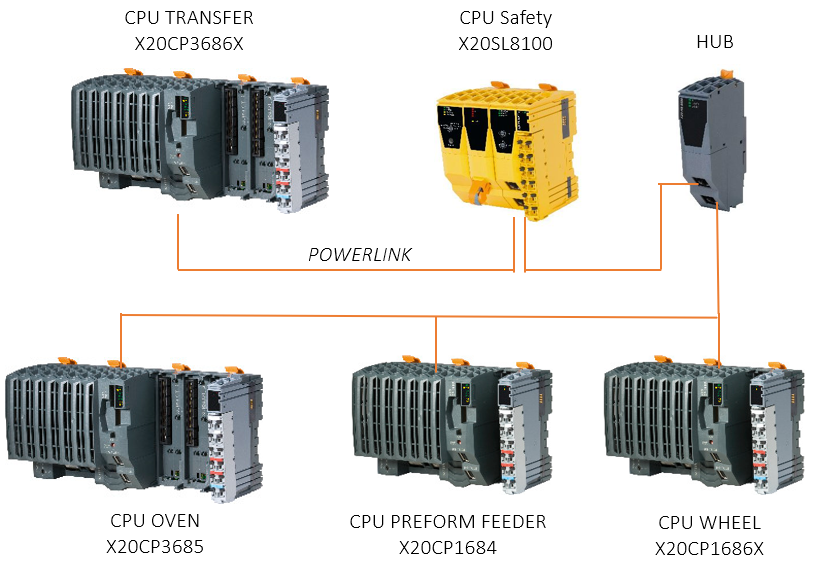 CPU TRANSFER
X20CP3686X
CPU Safety
X20SL8100
HUB
POWERLINK
CPU OVEN
X20CP3685
CPU PREFORM FEEDER
X20CP1684
CPU WHEEL
X20CP1686X